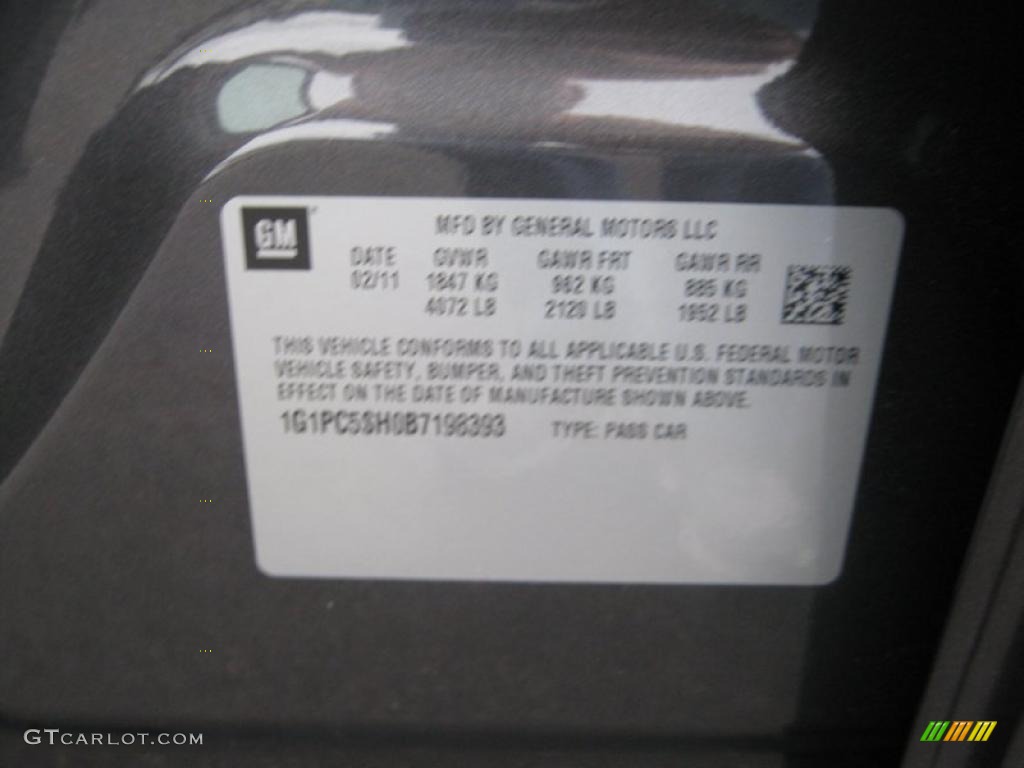 GM
MFD BY GENERAL MOTORS LLC
DATE GVWR GAWR FRT GAWR RR
02/11 1847 KG 962 KG 885 KG
4072 LB 2120 LB 1952 LB
THIS VEHICLE CONFORMS TO ALL APPLICABLE U.S. FEDERAL MOTOR
VEHICLE SAFETY, BUMPER, AND THEFT PREVENTION STANDARDS IN
EFFECT ON THE DATE OF MANUFACTURE SHOWN ABOVE.
1G1PC5SH0B7198393 TYPE: PASS CAR
GTCARLOT.COM